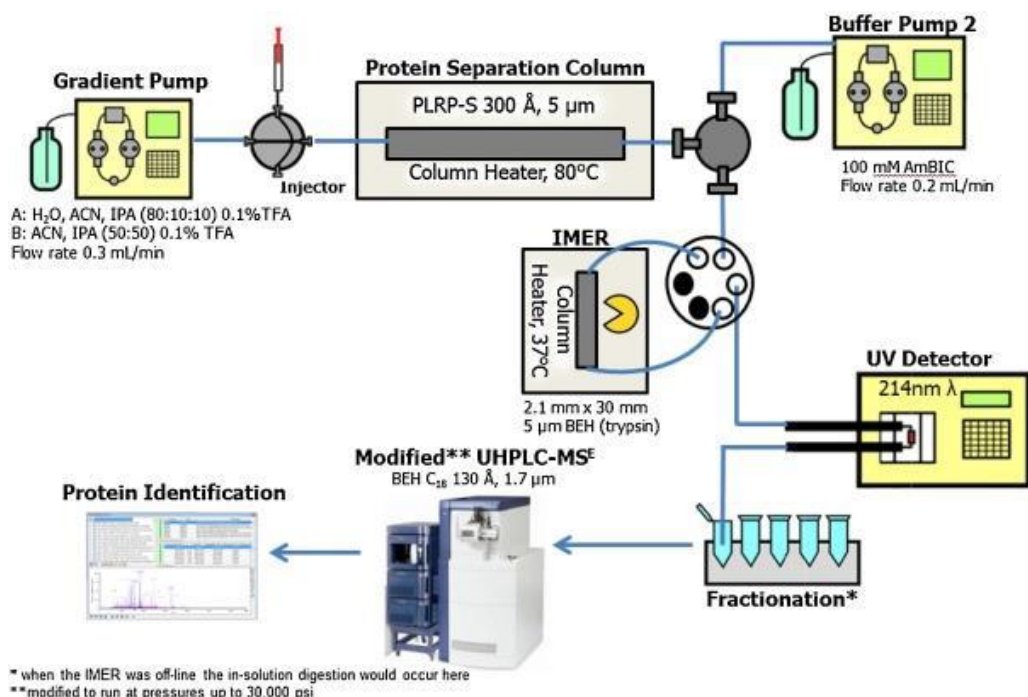 Buffer Pump 2
Gradient Pump
Protein Separation Column
PLRP-S 300 Å, 5 µm
Column Heater, 80°C
Injector
100 mM AmBIC
Flow rate 0.2 mL/min
A: H₂O, ACN, IPA (80:10:10) 0.1%TFA
B: ACN, IPA (50:50) 0.1% TFA
Flow rate 0.3 mL/min
IMER
Column
Heater, 37°C
2.1 mm x 30 mm
5 µm BEH (trypsin)
UV Detector
214nm λ
Modified** UHPLC-MSᴱ
BEH C₁₈ 130 Å, 1.7 µm
Protein Identification
Fractionation*
* when the IMER was off-line the in-solution digestion would occur here
**modified to run at pressures up to 30,000 psi